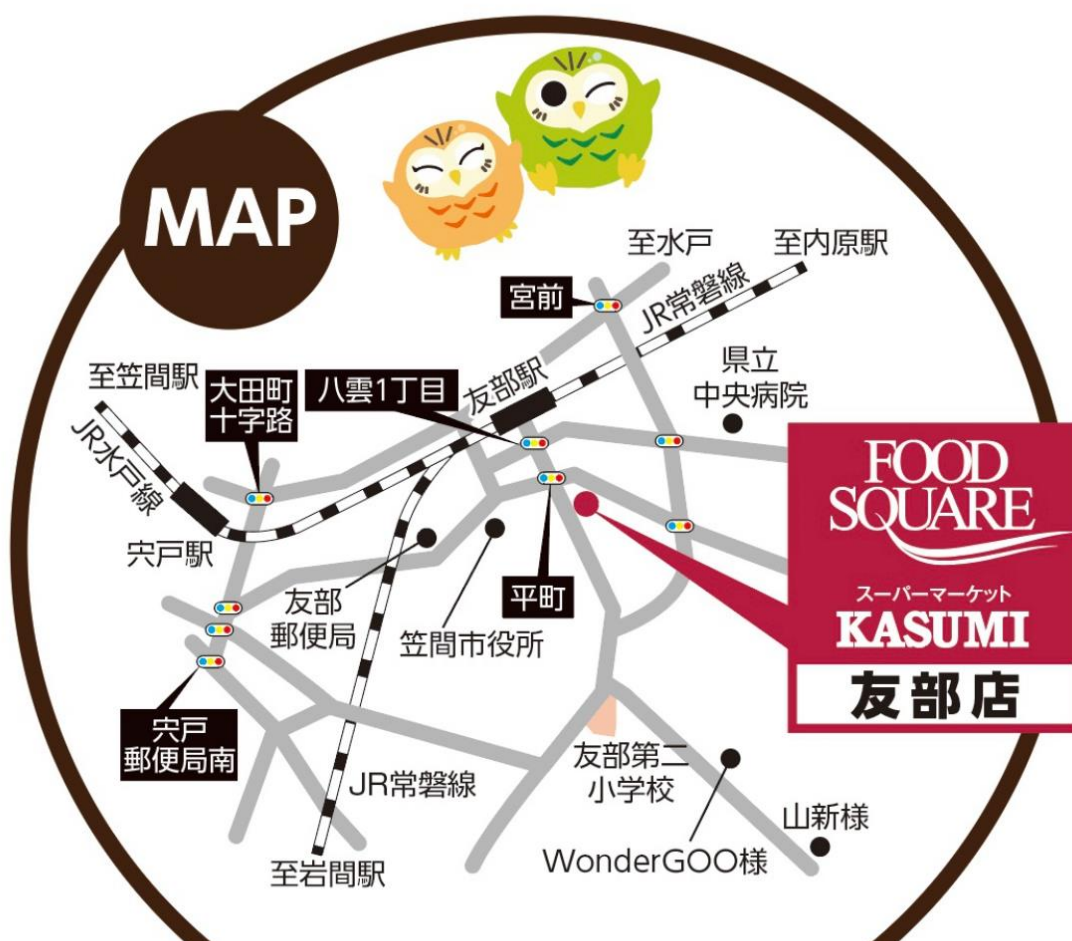 MAP
至水戸
至内原駅
宮前
JR常磐線
至笠間駅
大田町
十字路
八雲1丁目
友部駅
県立
中央病院
JR水戸線
宍戸駅
FOOD
SQUARE
スーパーマーケット
KASUMI
友部店
友部
郵便局
笠間市役所
平町
宍戸
郵便局南
JR常磐線
友部第二
小学校
山新様
WonderGOO様
至岩間駅